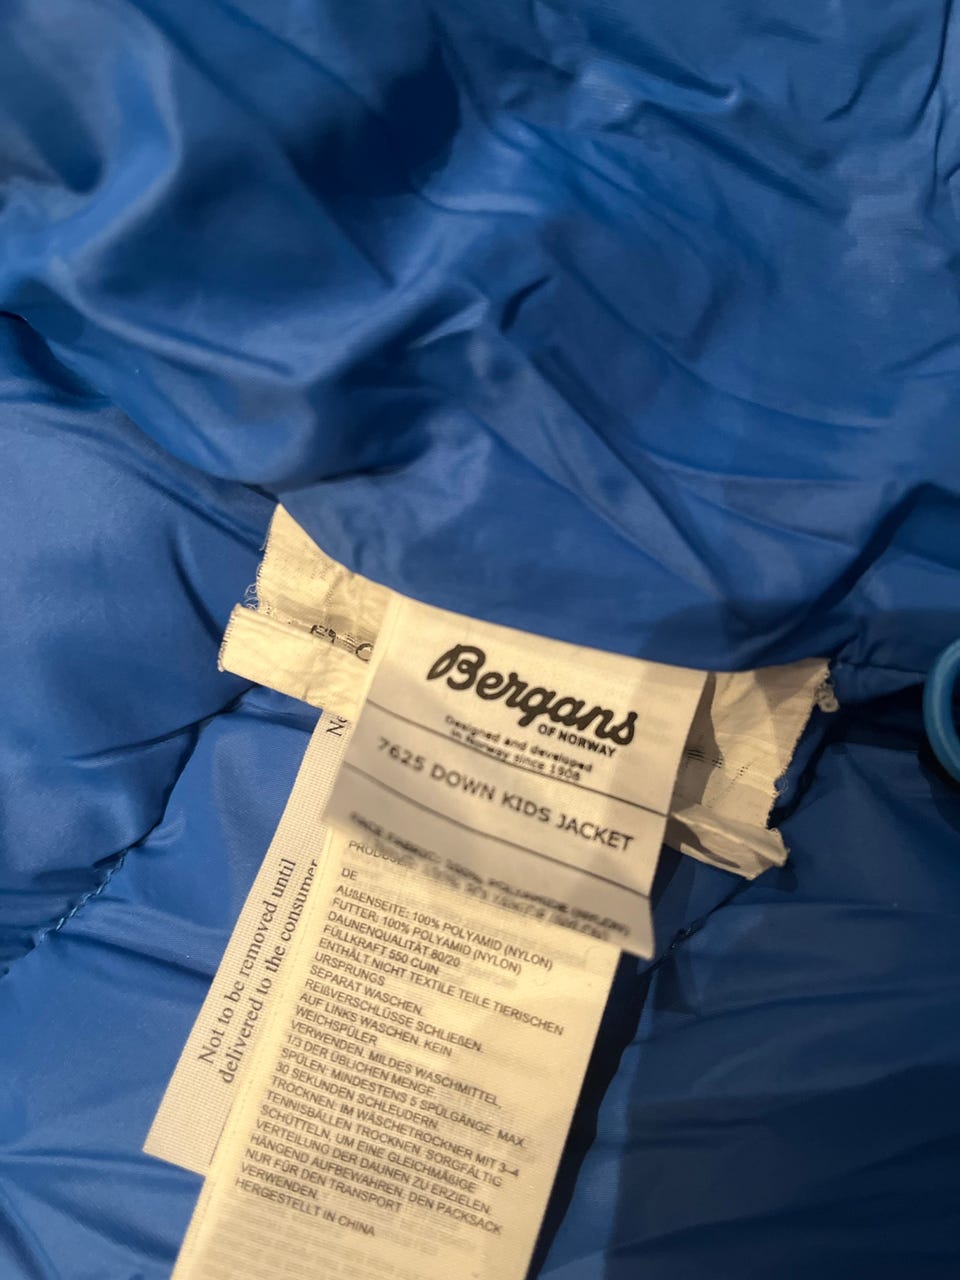 Bergans
OF NORWAY
Designed and developed
in Norway since 1908
7625 DOWN KIDS JACKET
DE
AUßENSEITE: 100% POLYAMID (NYLON)
FUTTER: 100% POLYAMID (NYLON)
DAUNENQUALITÄT 80/20
FÜLLKRAFT 550 CUIN
ENTHÄLT NICHT TEXTILE TEILE TIERISCHEN
URSPRUNGS
SEPARAT WASCHEN.
REIßVERSCHLÜSSE SCHLIEßEN.
AUF LINKS WASCHEN. KEIN
WEICHSPÜLER
VERWENDEN. MILDES WASCHMITTEL,
1/3 DER ÜBLICHEN MENGE.
SPÜLEN: MINDESTENS 5 SPÜLGÄNGE. MAX.
30 SEKUNDEN SCHLEUDERN.
TROCKNEN: IM WÄSCHETROCKNER MIT 3–4
TENNISBÄLLEN TROCKNEN. SORGFÄLTIG
SCHÜTTELN, UM EINE GLEICHMÄßIGE
VERTEILUNG DER DAUNEN ZU ERZIELEN.
HÄNGEND AUFBEWAHREN. DEN PACKSACK
NUR FÜR DEN TRANSPORT
VERWENDEN.
HERGESTELLT IN CHINA
Not to be removed until
delivered to the consumer